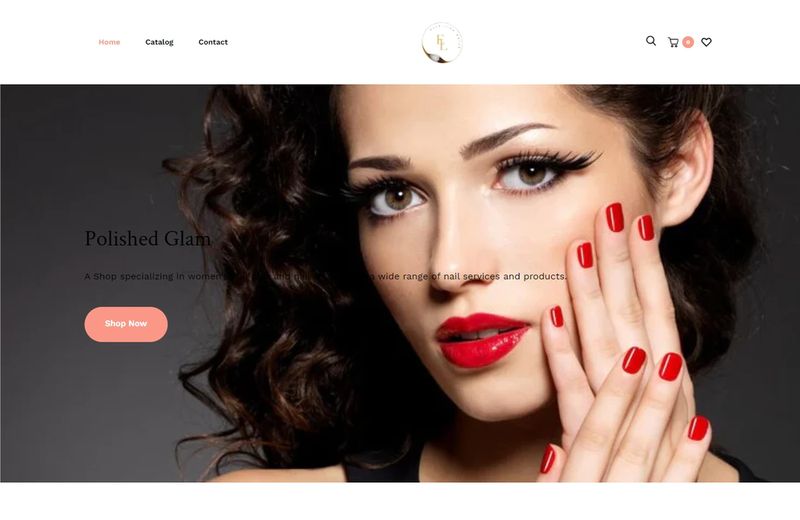 Home
Catalog
Contact
0
Polished Glam
A Shop specializing in women a wide range of nail services and products.
Shop Now